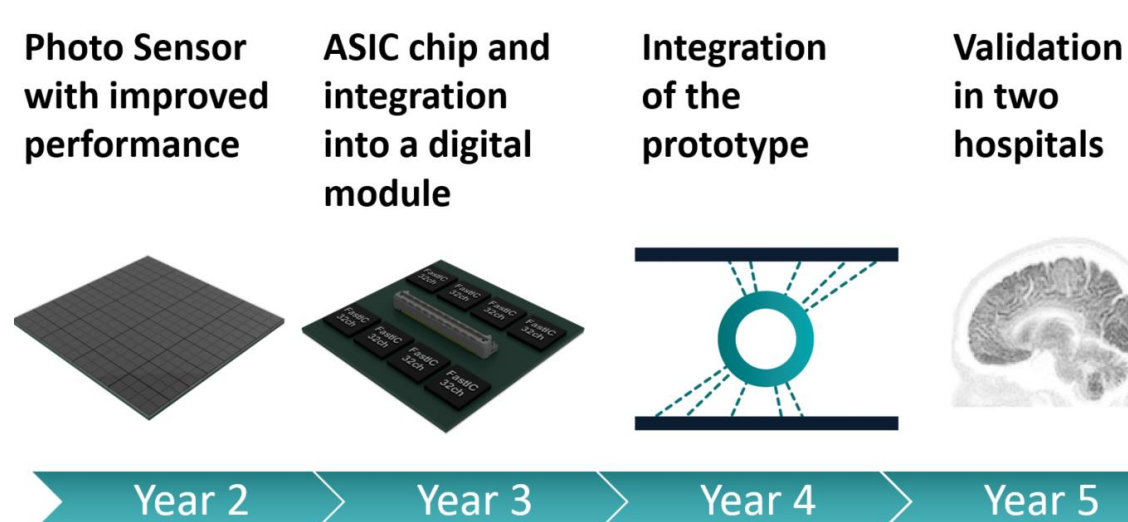 Photo Sensor
with improved
performance
ASIC chip and
integration
into a digital
module
Integration
of the
prototype
Validation
in two
hospitals
FastIC
32ch
FastIC
32ch
FastIC
32ch
FastIC
32ch
FastIC
32ch
FastIC
32ch
FastIC
32ch
FastIC
32ch
Year 2
Year 3
Year 4
Year 5